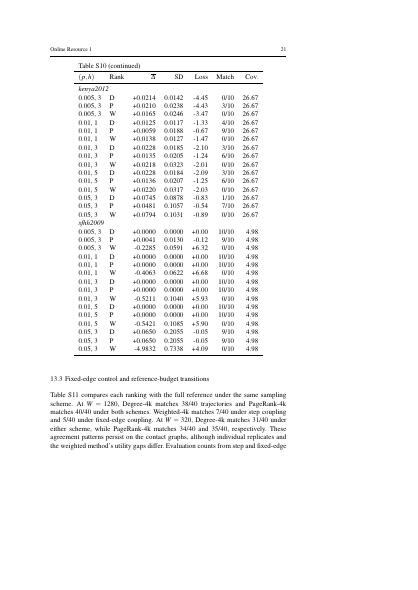 Online Resource 1 21
Table S10 (continued)
(p, h) Rank Δ̅ SD Loss Match Cov.
kenya2012
0.005, 3 D +0.0214 0.0142 -4.45 0/10 26.67
0.005, 3 P +0.0210 0.0238 -4.43 3/10 26.67
0.005, 3 W +0.0165 0.0246 -3.47 0/10 26.67
0.01, 1 D +0.0125 0.0117 -1.33 4/10 26.67
0.01, 1 P +0.0059 0.0188 -0.67 9/10 26.67
0.01, 1 W +0.0138 0.0127 -1.47 0/10 26.67
0.01, 3 D +0.0228 0.0185 -2.10 3/10 26.67
0.01, 3 P +0.0135 0.0205 -1.24 6/10 26.67
0.01, 3 W +0.0218 0.0323 -2.01 0/10 26.67
0.01, 5 D +0.0228 0.0184 -2.09 3/10 26.67
0.01, 5 P +0.0136 0.0207 -1.25 6/10 26.67
0.01, 5 W +0.0220 0.0317 -2.03 0/10 26.67
0.05, 3 D +0.0745 0.0878 -0.83 1/10 26.67
0.05, 3 P +0.0481 0.1057 -0.54 7/10 26.67
0.05, 3 W +0.0794 0.1031 -0.89 0/10 26.67
sfhh2009
0.005, 3 D +0.0000 0.0000 +0.00 10/10 4.98
0.005, 3 P +0.0041 0.0130 -0.12 9/10 4.98
0.005, 3 W -0.2285 0.0591 +6.32 0/10 4.98
0.01, 1 D +0.0000 0.0000 +0.00 10/10 4.98
0.01, 1 P +0.0000 0.0000 +0.00 10/10 4.98
0.01, 1 W -0.4063 0.0622 +6.68 0/10 4.98
0.01, 3 D +0.0000 0.0000 +0.00 10/10 4.98
0.01, 3 P +0.0000 0.0000 +0.00 10/10 4.98
0.01, 3 W -0.5211 0.1040 +5.93 0/10 4.98
0.01, 5 D +0.0000 0.0000 +0.00 10/10 4.98
0.01, 5 P +0.0000 0.0000 +0.00 10/10 4.98
0.01, 5 W -0.5421 0.1085 +5.90 0/10 4.98
0.05, 3 D +0.0650 0.2055 -0.05 9/10 4.98
0.05, 3 P +0.0650 0.2055 -0.05 9/10 4.98
0.05, 3 W -4.9832 0.7338 +4.09 0/10 4.98
13.3 Fixed-edge control and reference-budget transitions
Table S11 compares each ranking with the full reference under the same sampling
scheme. At W = 1280, Degree-4k matches 38/40 trajectories and PageRank-4k
matches 40/40 under both schemes. Weighted-4k matches 7/40 under step coupling
and 5/40 under fixed-edge coupling. At W = 320, Degree-4k matches 31/40 under
either scheme, while PageRank-4k matches 34/40 and 35/40, respectively. These
agreement patterns persist on the contact graphs, although individual replicates and
the weighted method's utility gaps differ. Evaluation counts from step and fixed-edge